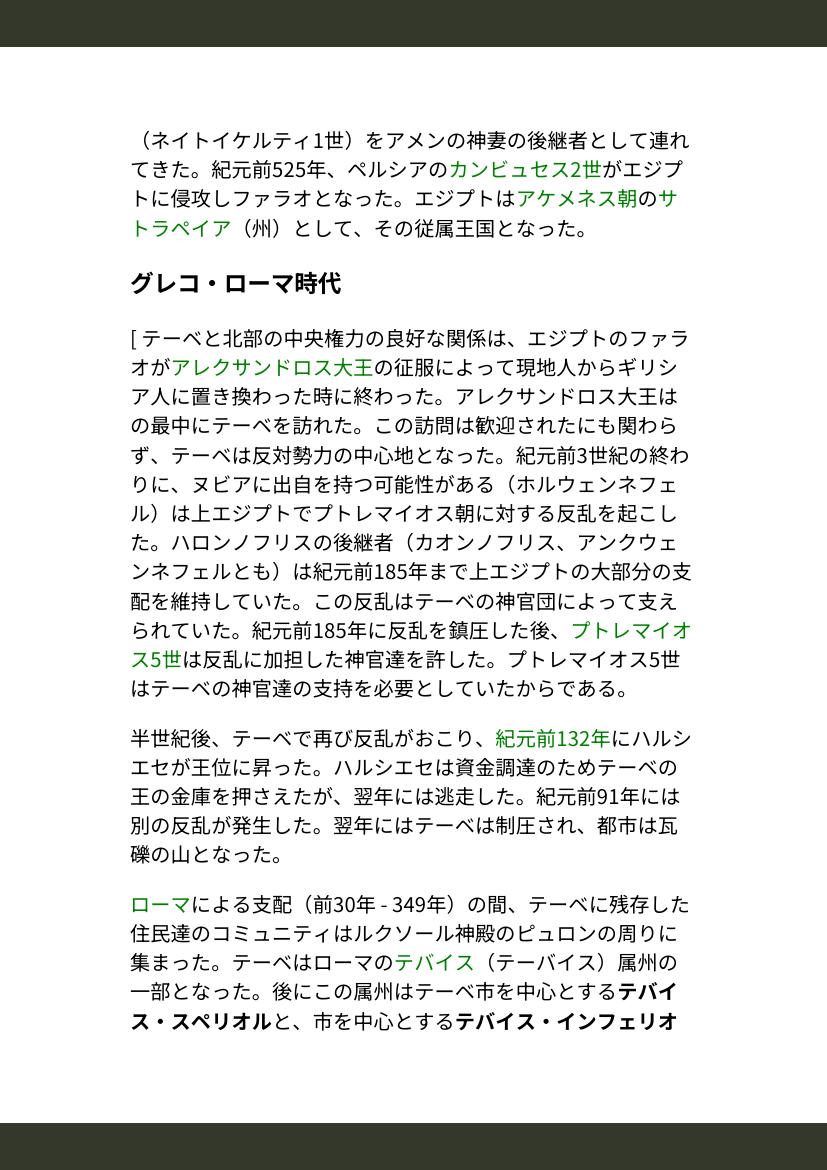 （ネイトイケルティ1世）をアメンの神妻の後継者として連れ
てきた。紀元前525年、ペルシアのカンビュセス2世がエジプ
トに侵攻しファラオとなった。エジプトはアケメネス朝のサ
トラペイア（州）として、その従属王国となった。
グレコ・ローマ時代
[ テーベと北部の中央権力の良好な関係は、エジプトのファラ
オがアレクサンドロス大王の征服によって現地人からギリシ
ア人に置き換わった時に終わった。アレクサンドロス大王は
の最中にテーベを訪れた。この訪問は歓迎されたにも関わら
ず、テーベは反対勢力の中心地となった。紀元前3世紀の終わ
りに、ヌビアに出自を持つ可能性がある（ホルウェンネフェ
ル）は上エジプトでプトレマイオス朝に対する反乱を起こし
た。ハロンノフリスの後継者（カオンノフリス、アンクウェ
ンネフェルとも）は紀元前185年まで上エジプトの大部分の支
配を維持していた。この反乱はテーベの神官団によって支え
られていた。紀元前185年に反乱を鎮圧した後、プトレマイオ
ス5世は反乱に加担した神官達を許した。プトレマイオス5世
はテーベの神官達の支持を必要としていたからである。
半世紀後、テーベで再び反乱がおこり、紀元前132年にハルシ
エセが王位に昇った。ハルシエセは資金調達のためテーベの
王の金庫を押さえたが、翌年には逃走した。紀元前91年には
別の反乱が発生した。翌年にはテーベは制圧され、都市は瓦
礫の山となった。
ローマによる支配（前30年 - 349年）の間、テーベに残存した
住民達のコミュニティはルクソール神殿のピュロンの周りに
集まった。テーベはローマのテバイス（テーバイス）属州の
一部となった。後にこの属州はテーベ市を中心とするテバイ
ス・スペリオルと、市を中心とするテバイス・インフェリオ